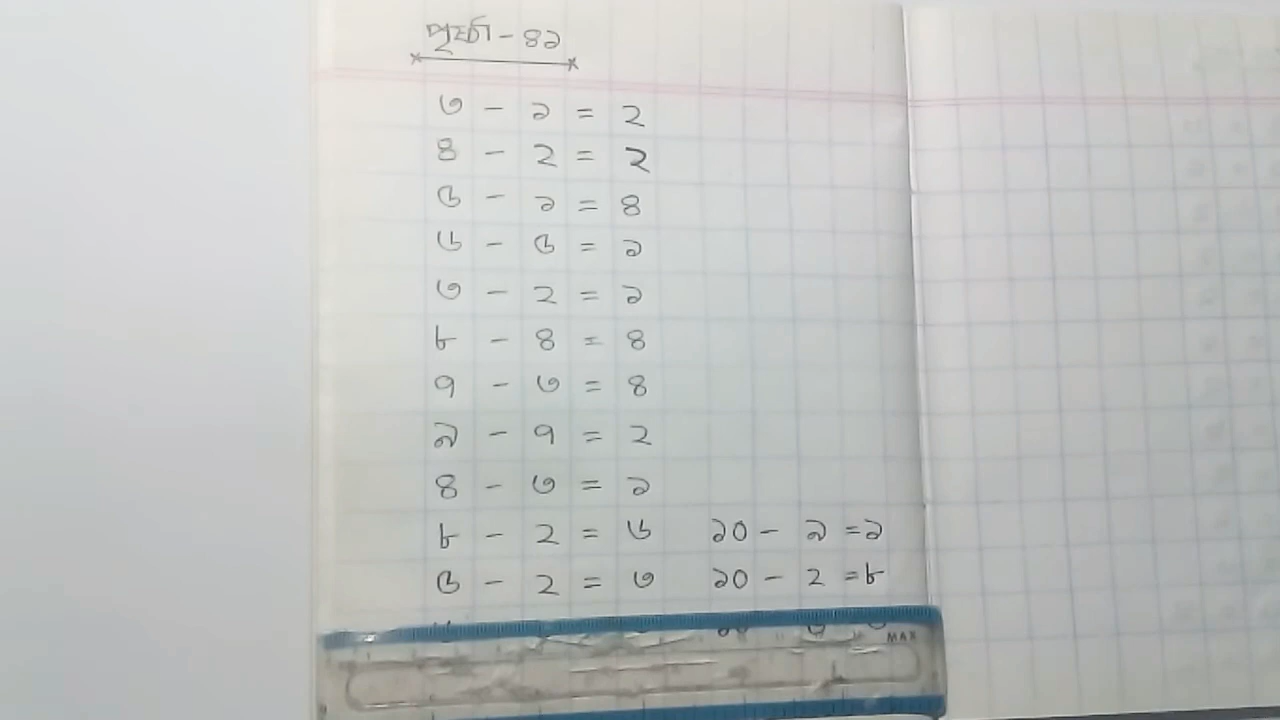 পৃষ্ঠা - ৪১
৩ - ১ = ২
৪ - ২ = ২
৫ - ১ = ৪
৬ - ৫ = ১
৩ - ২ = ১
৮ - ৪ = ৪
৭ - ৩ = ৪
৯ - ৭ = ২
৪ - ৩ = ১
৮ - ২ = ৬ ১০ - ৯ = ১
৫ - ২ = ৩ ১০ - ২ = ৮
MAX